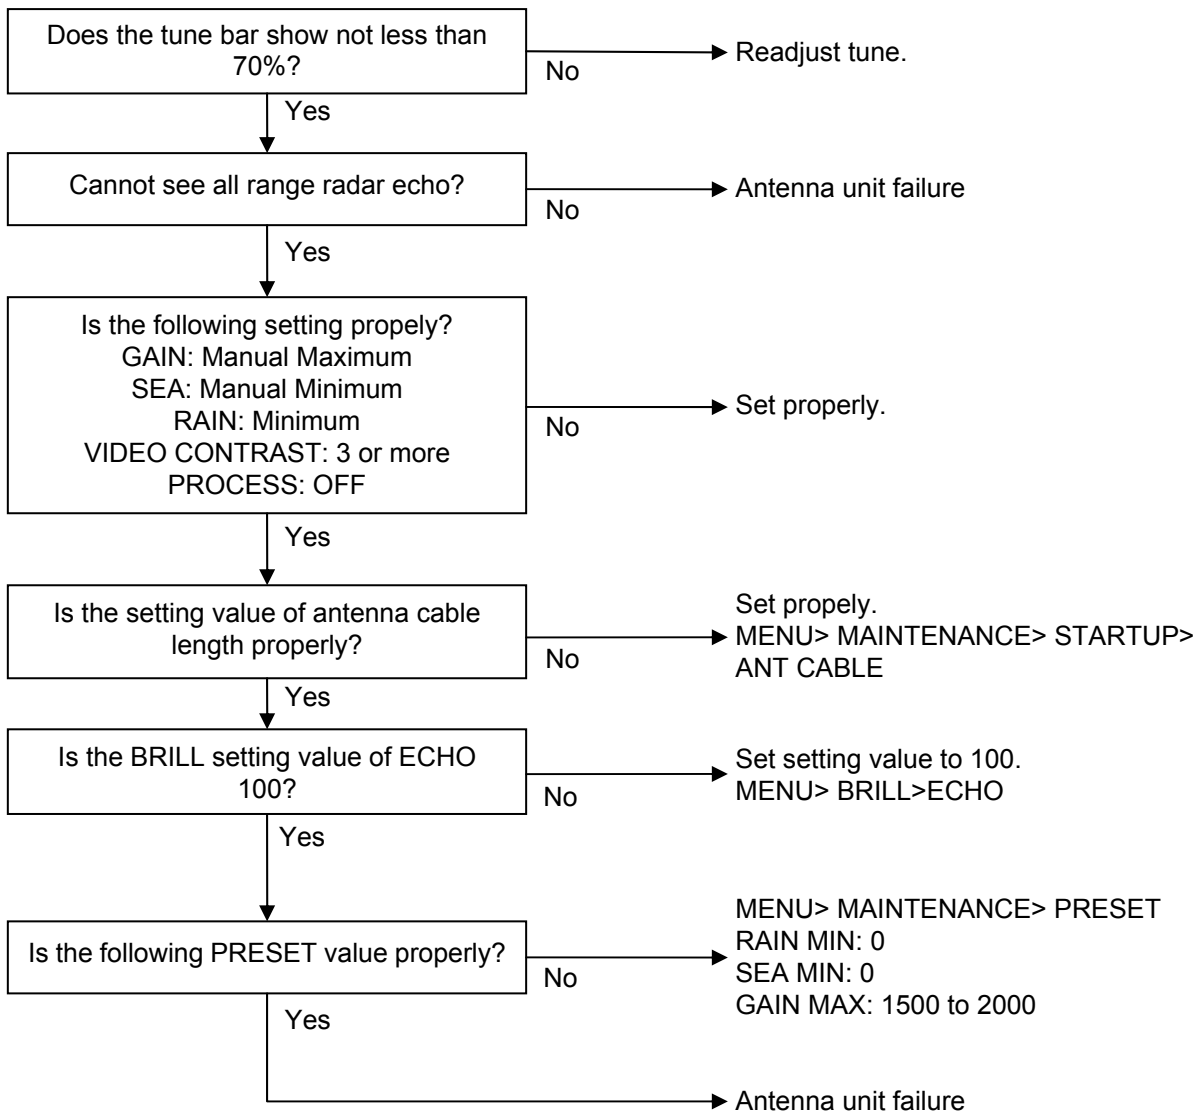 Does the tune bar show not less than
70%?
No
Readjust tune.
Yes
Cannot see all range radar echo?
No
Antenna unit failure
Yes
Is the following setting propely?
GAIN: Manual Maximum
SEA: Manual Minimum
RAIN: Minimum
VIDEO CONTRAST: 3 or more
PROCESS: OFF
No
Set properly.
Yes
Is the setting value of antenna cable
length properly?
No
Set propely.
MENU> MAINTENANCE> STARTUP>
ANT CABLE
Yes
Is the BRILL setting value of ECHO
100?
No
Set setting value to 100.
MENU> BRILL>ECHO
Yes
Is the following PRESET value properly?
No
MENU> MAINTENANCE> PRESET
RAIN MIN: 0
SEA MIN: 0
GAIN MAX: 1500 to 2000
Yes
Antenna unit failure